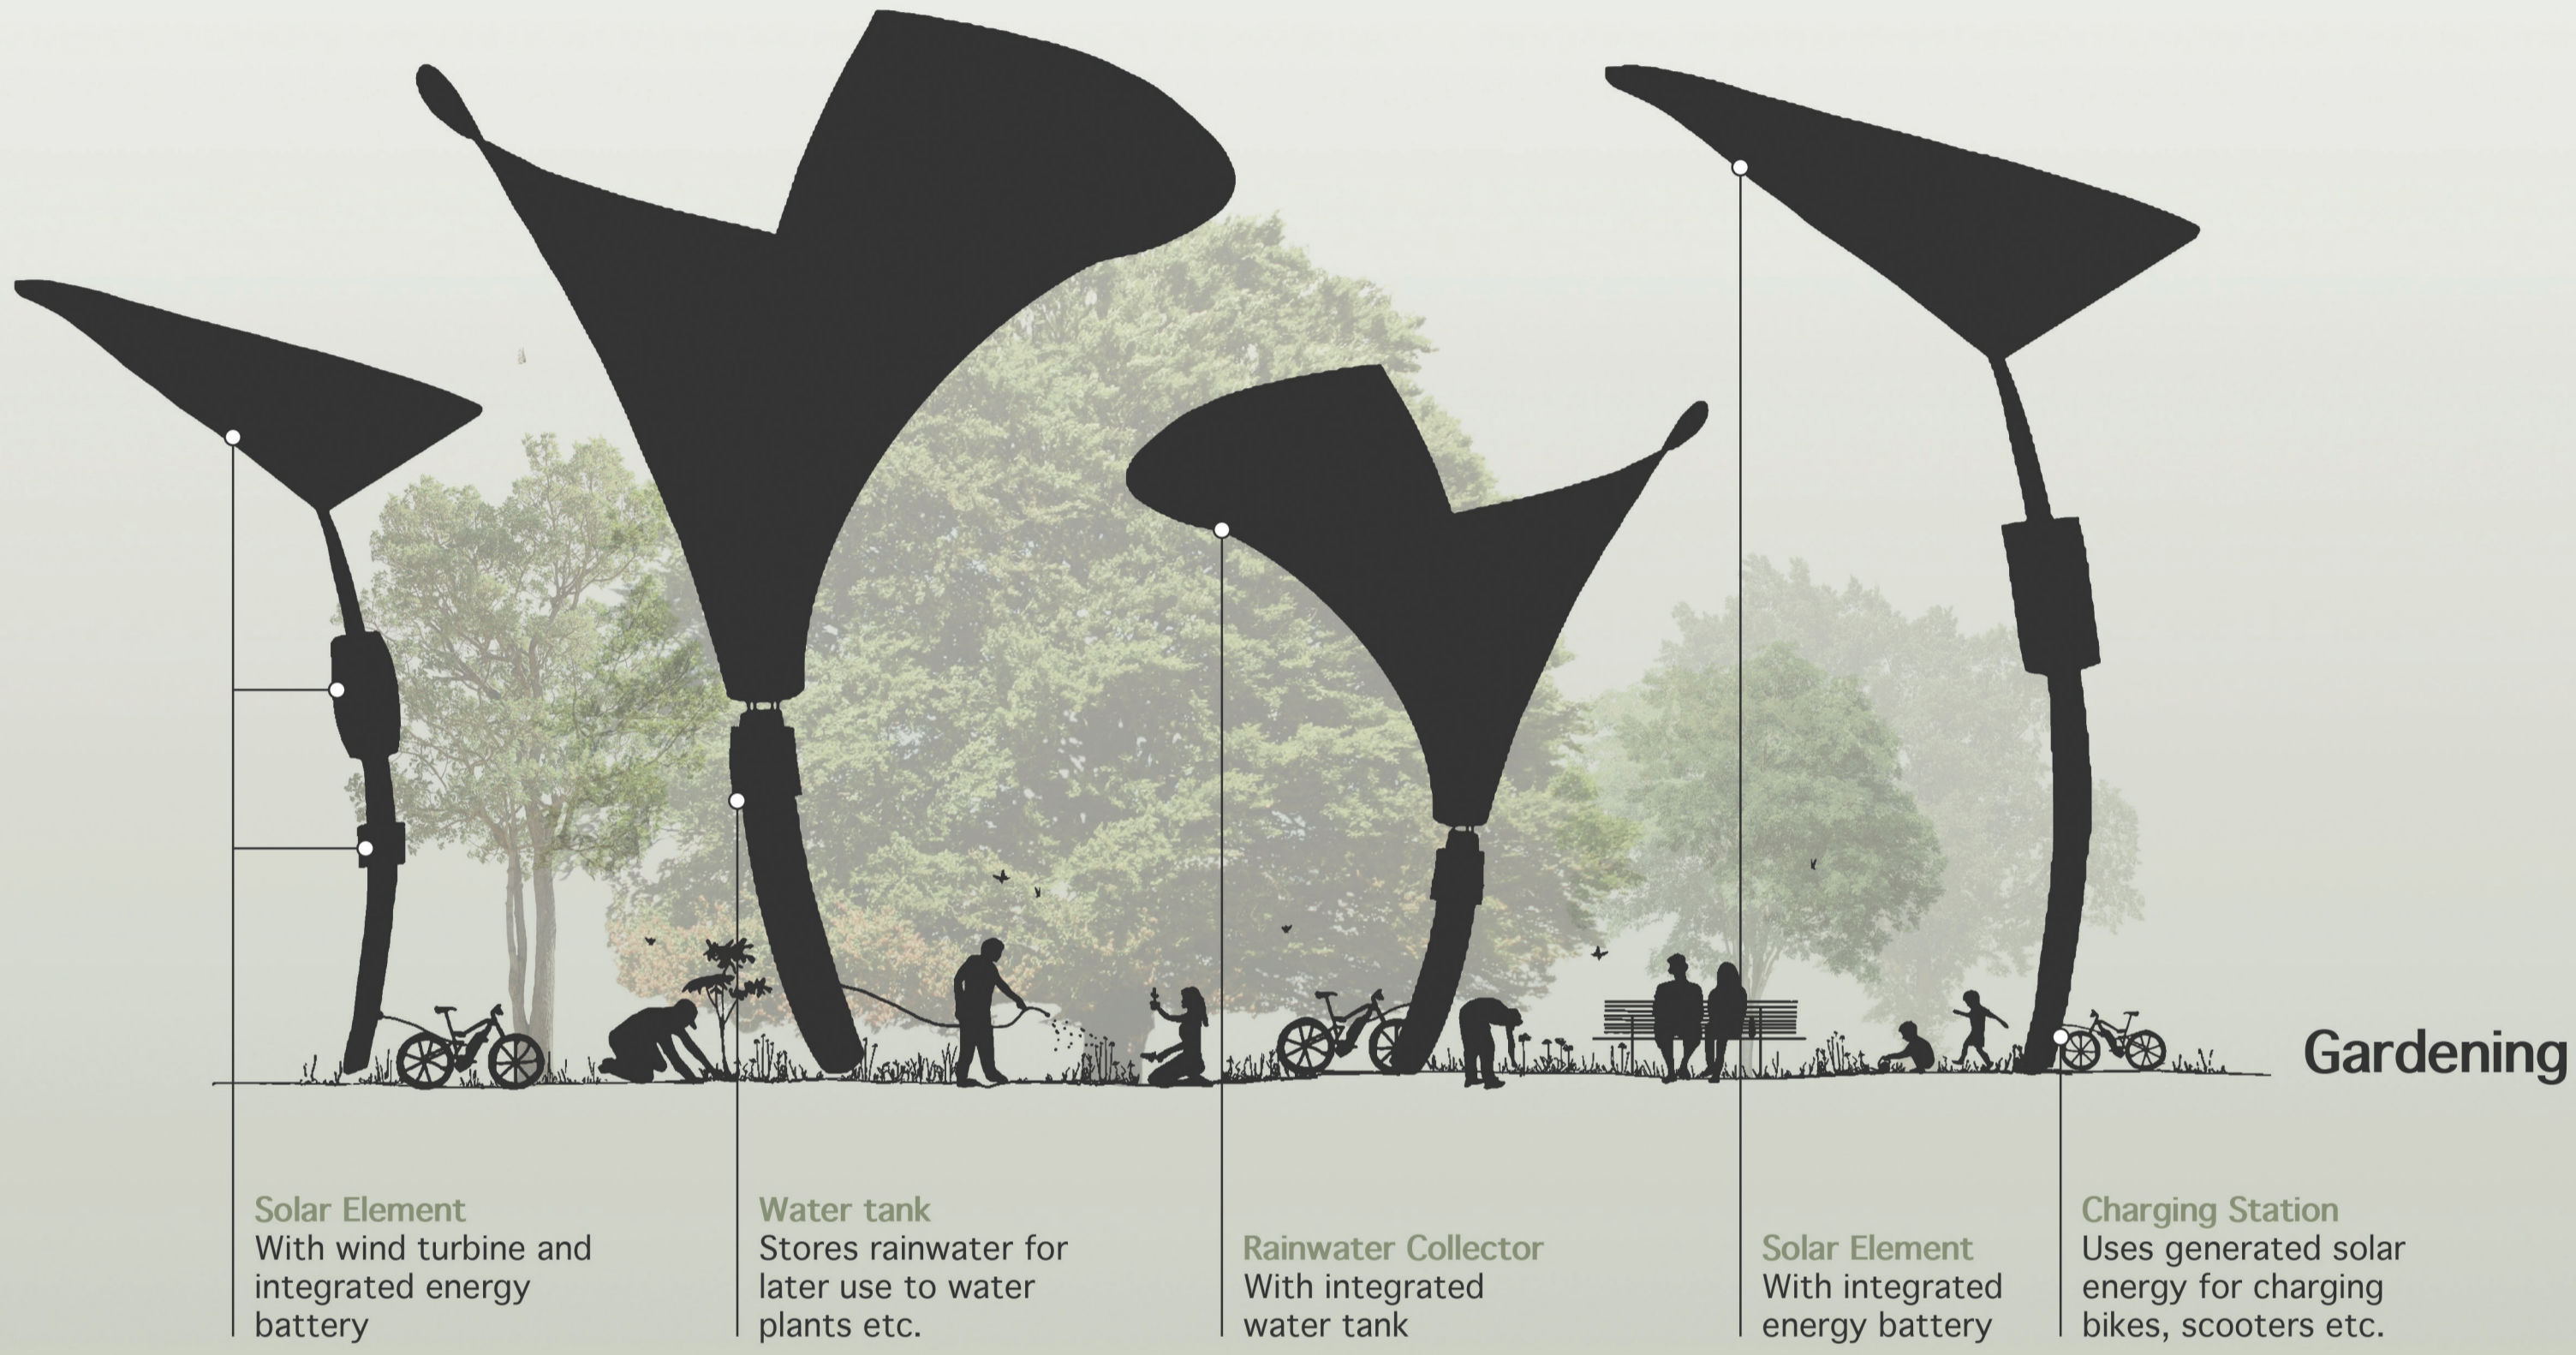 Gardening
Solar Element
With wind turbine and
integrated energy
battery
Water tank
Stores rainwater for
later use to water
plants etc.
Rainwater Collector
With integrated
water tank
Solar Element
With integrated
energy battery
Charging Station
Uses generated solar
energy for charging
bikes, scooters etc.